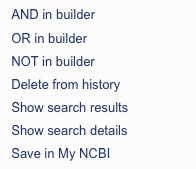 AND in builder
OR in builder
NOT in builder
Delete from history
Show search results
Show search details
Save in My NCBI